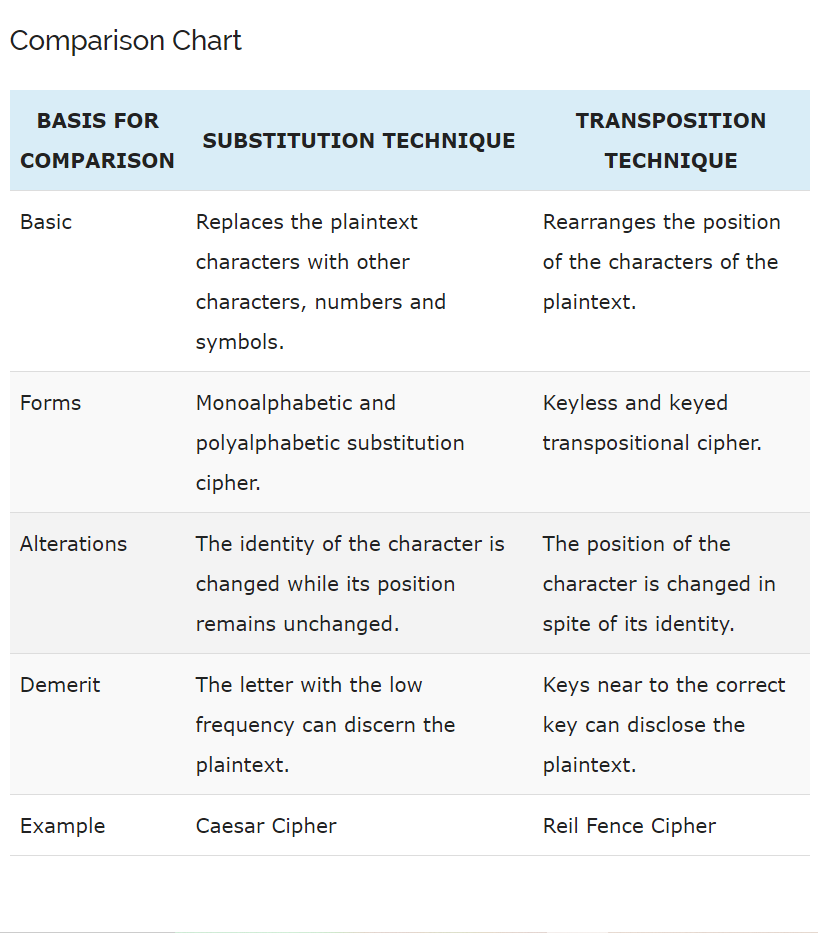 Comparison Chart
BASIS FOR
COMPARISON
SUBSTITUTION TECHNIQUE
TRANSPOSITION
TECHNIQUE
Basic
Replaces the plaintext
characters with other
characters, numbers and
symbols.
Rearranges the position
of the characters of the
plaintext.
Forms
Monoalphabetic and
polyalphabetic substitution
cipher.
Keyless and keyed
transpositional cipher.
Alterations
The identity of the character is
changed while its position
remains unchanged.
The position of the
character is changed in
spite of its identity.
Demerit
The letter with the low
frequency can discern the
plaintext.
Keys near to the correct
key can disclose the
plaintext.
Example
Caesar Cipher
Reil Fence Cipher